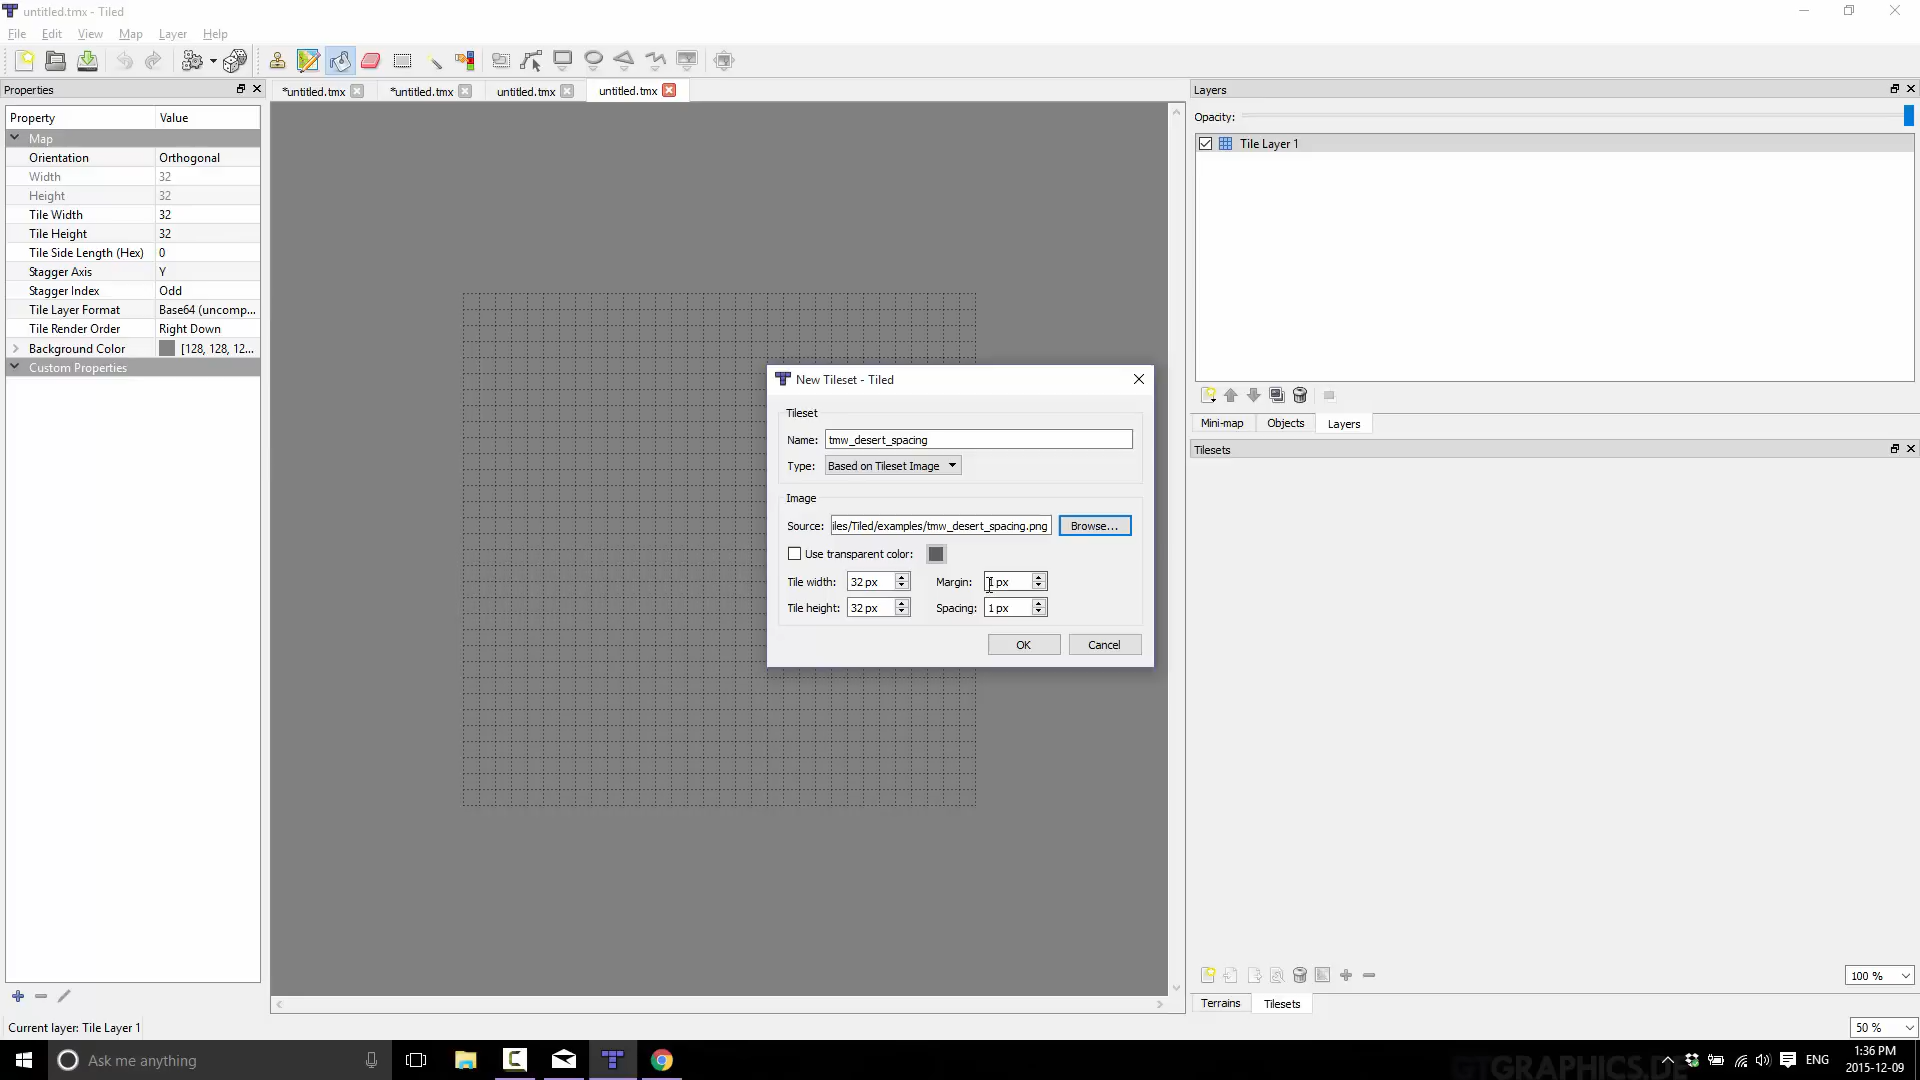 untitled.tmx - Tiled
File Edit View Map Layer Help
Properties
*untitled.tmx *untitled.tmx untitled.tmx untitled.tmx
Layers
Property Value
Opacity:
Map
Tile Layer 1
Orientation Orthogonal
Width 32
Height 32
Tile Width 32
Tile Height 32
Tile Side Length (Hex) 0
Stagger Axis Y
Stagger Index Odd
Tile Layer Format Base64 (uncomp...
Tile Render Order Right Down
Background Color [128, 128, 12...
Custom Properties
New Tileset - Tiled
Tileset
Name: tmw_desert_spacing
Type: Based on Tileset Image
Image
Source: iles/Tiled/examples/tmw_desert_spacing.png Browse...
Use transparent color:
Tile width: 32 px Margin: 1 px
Tile height: 32 px Spacing: 1 px
OK Cancel
Mini-map Objects Layers
Tilesets
100 %
Terrains Tilesets
Current layer: Tile Layer 1
50 %
Ask me anything
ENG
1:36 PM
2015-12-09
GTGRAPHICS.DE